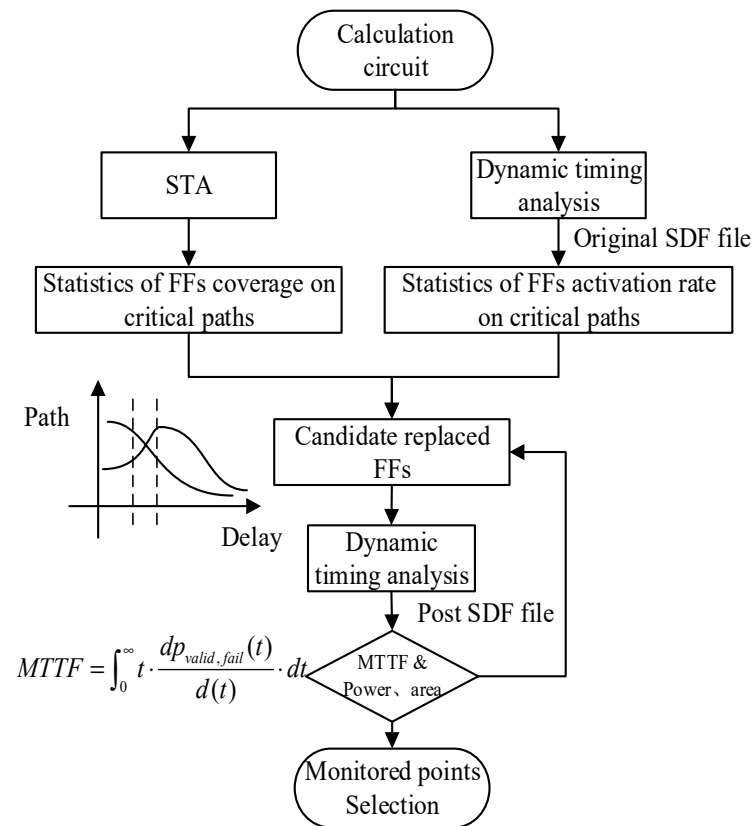 Calculation
circuit
STA
Dynamic timing
analysis
Original SDF file
Statistics of FFs coverage on
critical paths
Statistics of FFs activation rate
on critical paths
Path
Delay
Candidate replaced
FFs
Dynamic
timing analysis
Post SDF file
MTTF = ∫₀^∞ t · dp_{valid,fail}(t) / d(t) · dt
MTTF &
Power、area
Monitored points
Selection